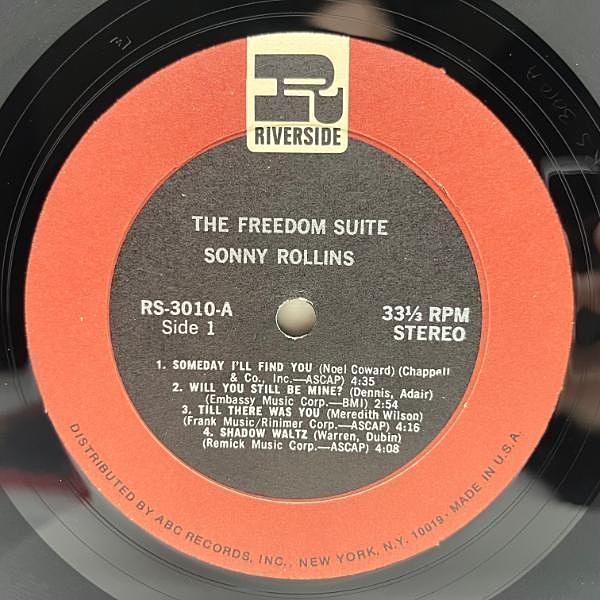 R
RIVERSIDE
THE FREEDOM SUITE
SONNY ROLLINS
RS-3010-A
Side 1
33⅓ RPM
STEREO
1. SOMEDAY I'LL FIND YOU (Noel Coward) (Chappell
& Co., Inc.—ASCAP) 4:35
2. WILL YOU STILL BE MINE? (Dennis, Adair)
(Embassy Music Corp.—BMI) 2:54
3. TILL THERE WAS YOU (Meredith Wilson)
(Frank Music/Rinimer Corp.—ASCAP) 4:16
4. SHADOW WALTZ (Warren, Dubin)
(Remick Music Corp.—ASCAP) 4:08
DISTRIBUTED BY ABC RECORDS, INC., NEW YORK, N.Y. 10019 · MADE IN U.S.A.